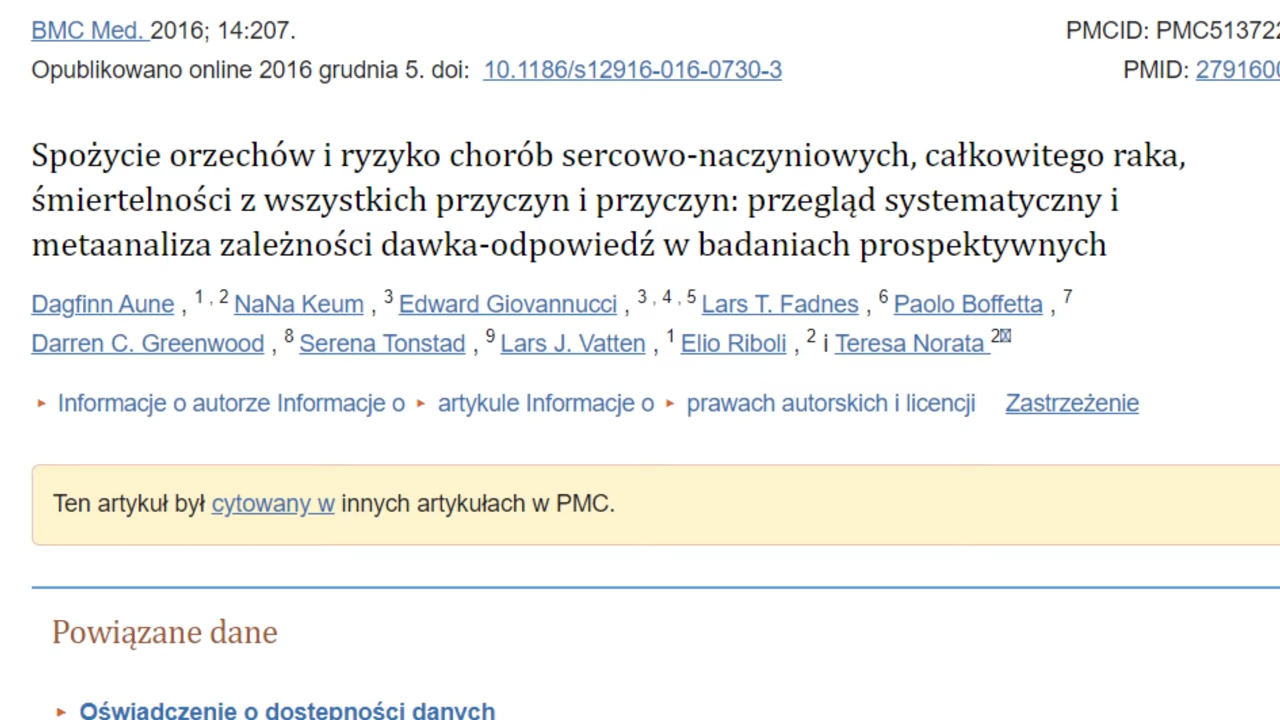 BMC Med. 2016; 14:207.
PMCID: PMC513722
Opublikowano online 2016 grudnia 5. doi: 10.1186/s12916-016-0730-3
PMID: 2791600
Spożycie orzechów i ryzyko chorób sercowo-naczyniowych, całkowitego raka,
śmiertelności z wszystkich przyczyn i przyczyn: przegląd systematyczny i
metaanaliza zależności dawka-odpowiedź w badaniach prospektywnych
Dagfinn Aune , 1 , 2 NaNa Keum , 3 Edward Giovannucci , 3 , 4 , 5 Lars T. Fadnes , 6 Paolo Boffetta , 7
Darren C. Greenwood , 8 Serena Tonstad , 9 Lars J. Vatten , 1 Elio Riboli , 2 i Teresa Norata 2
Informacje o autorze Informacje o ▸ artykule Informacje o ▸ prawach autorskich i licencji Zastrzeżenie
Ten artykuł był cytowany w innych artykułach w PMC.
Powiązane dane
Oświadczenie o dostępności danych